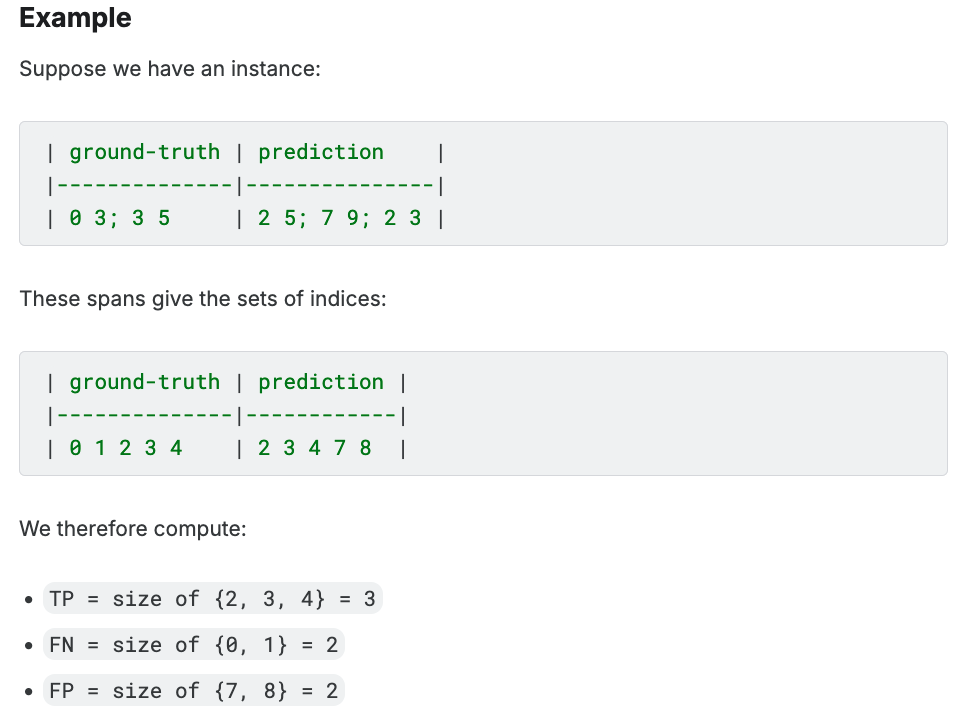 Example
Suppose we have an instance:
| ground-truth | prediction    |
|--------------|---------------|
| 0 3; 3 5     | 2 5; 7 9; 2 3 |
These spans give the sets of indices:
| ground-truth | prediction |
|--------------|------------|
| 0 1 2 3 4    | 2 3 4 7 8  |
We therefore compute:
• TP = size of {2, 3, 4} = 3
• FN = size of {0, 1} = 2
• FP = size of {7, 8} = 2